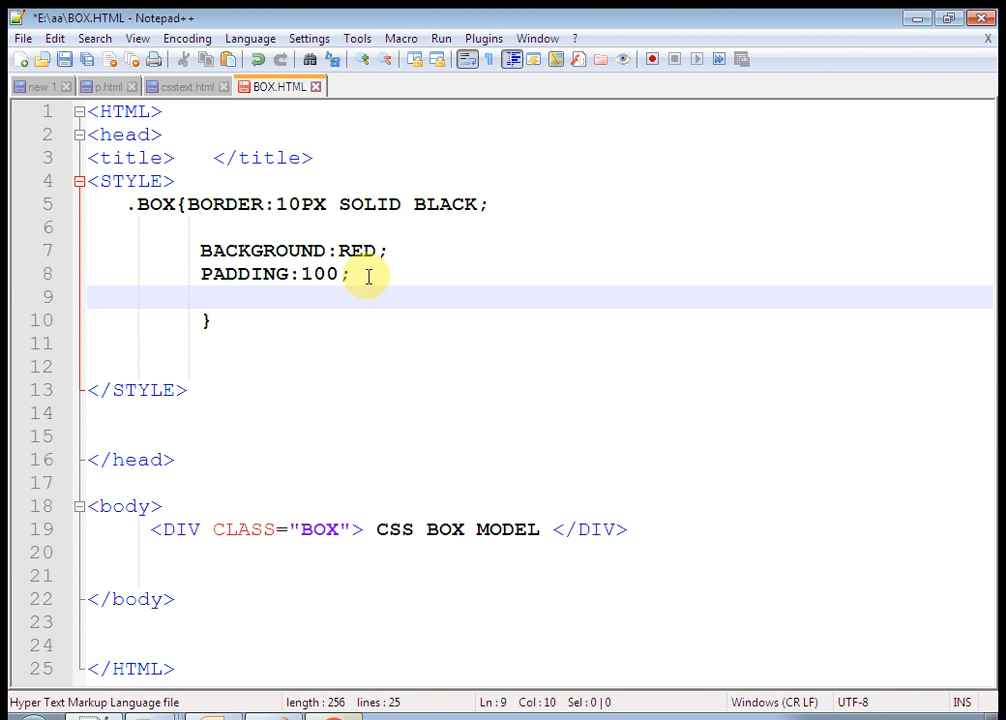 *E:\aa\BOX.HTML - Notepad++
File Edit Search View Encoding Language Settings Tools Macro Run Plugins Window ? X
new 1 p.html csstext.html BOX.HTML
1 <HTML>
2 <head>
3 <title> </title>
4 <STYLE>
5 .BOX{BORDER:10PX SOLID BLACK;
6
7 BACKGROUND:RED;
8 PADDING:100;
9
10 }
11
12
13 </STYLE>
14
15
16 </head>
17
18 <body>
19 <DIV CLASS="BOX"> CSS BOX MODEL </DIV>
20
21
22 </body>
23
24
25 </HTML>
Hyper Text Markup Language file length : 256 lines : 25 Ln : 9 Col : 10 Sel : 0 | 0 Windows (CR LF) UTF-8 INS